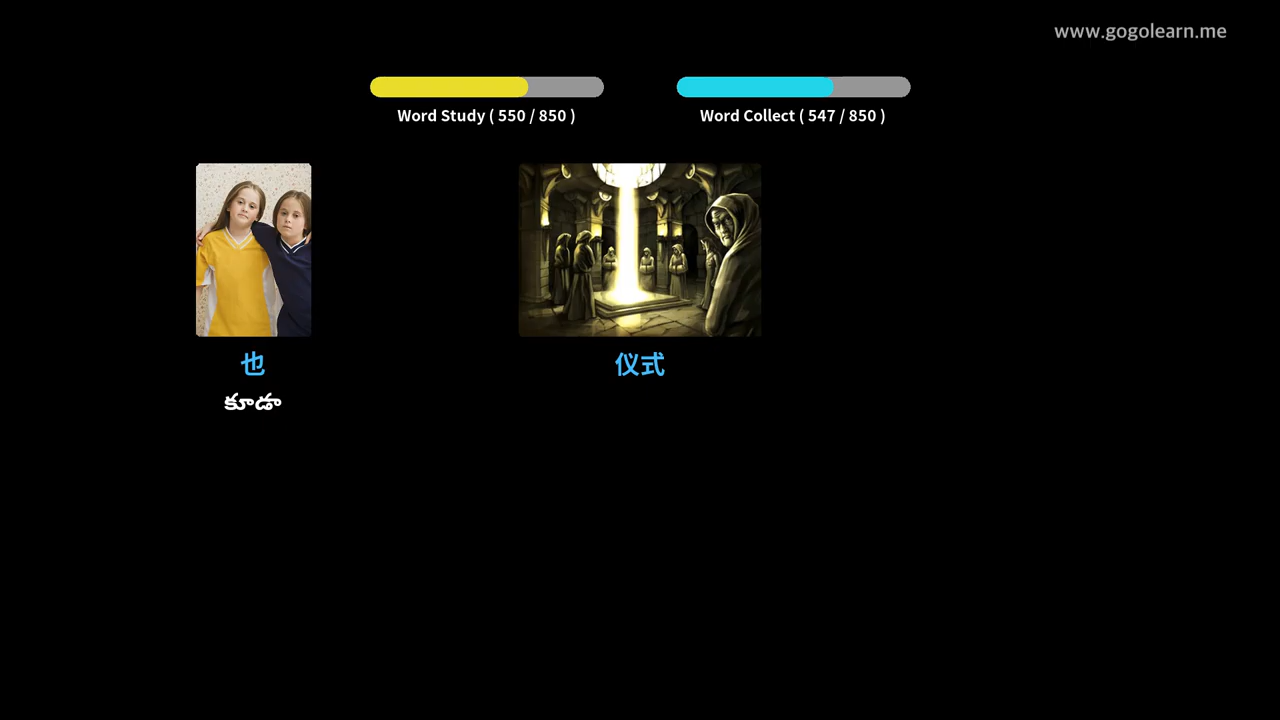 www.gogolearn.me
Word Study ( 550 / 850 )
Word Collect ( 547 / 850 )
也
仪式
கூடா